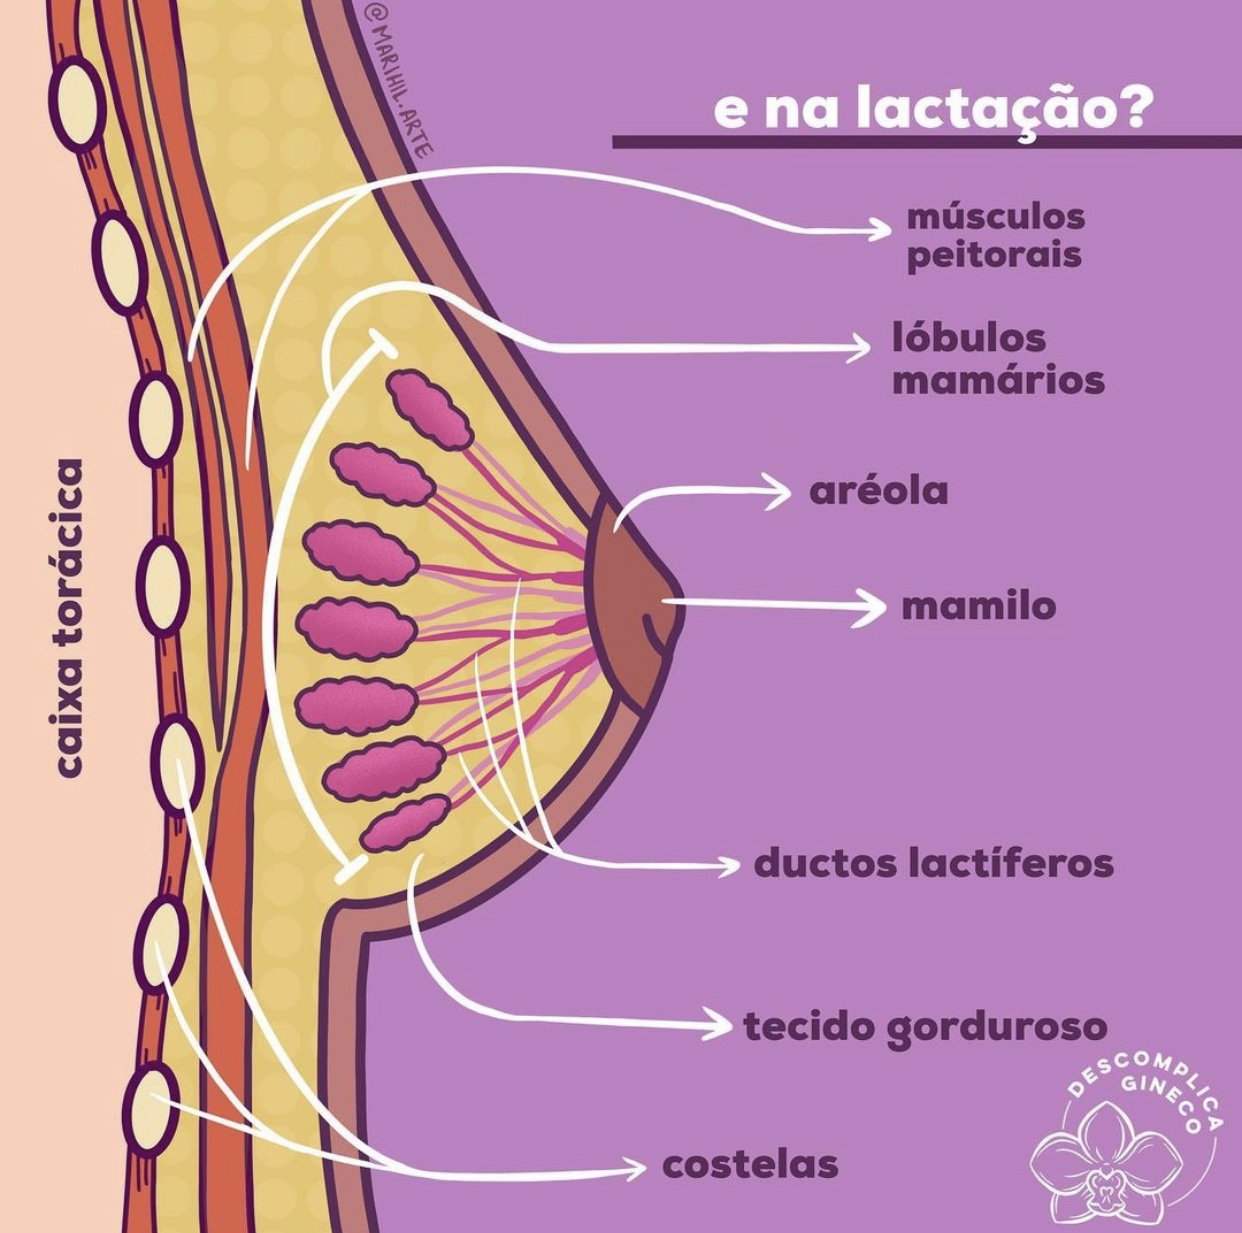 @MARIHIL.ARTE
e na lactação?
músculos
peitorais
lóbulos
mamários
aréola
mamilo
caixa torácica
ductos lactíferos
tecido gorduroso
costelas
DESCOMPLICA
GINECO